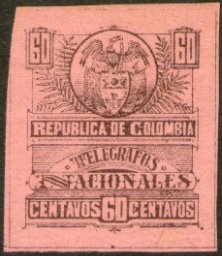 60 60
REPUBLICA DE COLOMBIA
TELEGRAFOS
NACIONALES
CENTAVOS 60 CENTAVOS